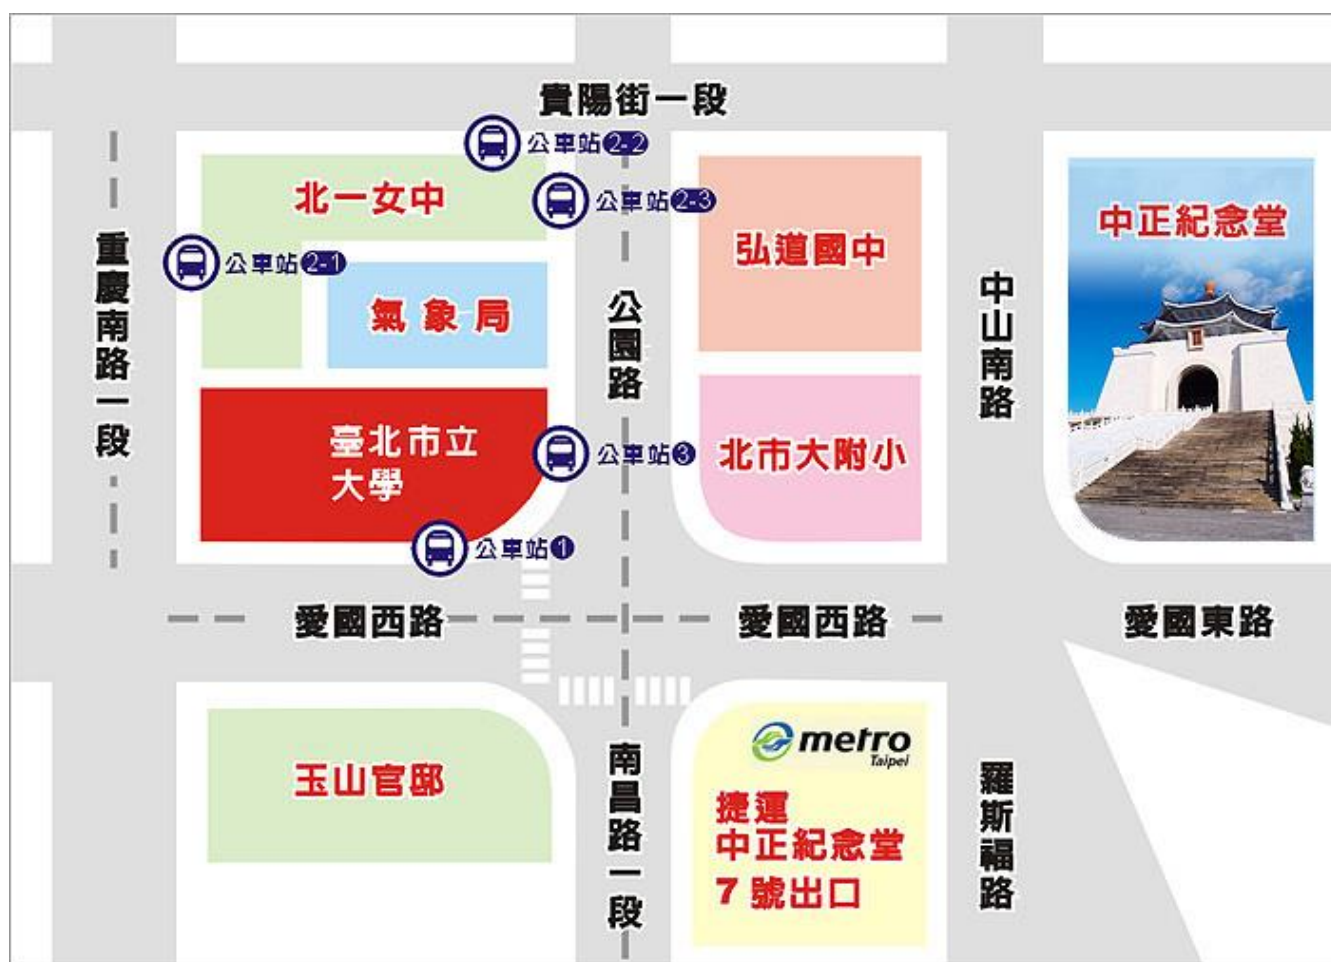 貴陽街一段
公車站2-2
北一女中
公車站2-3
中正紀念堂
弘道國中
公車站2-1
重慶南路一段
氣象局
公園路
中山南路
臺北市立
大學
公車站3
北市大附小
公車站1
愛國西路
愛國西路
愛國東路
metro
Taipei
玉山官邸
南昌路一段
捷運
中正紀念堂
7號出口
羅斯福路